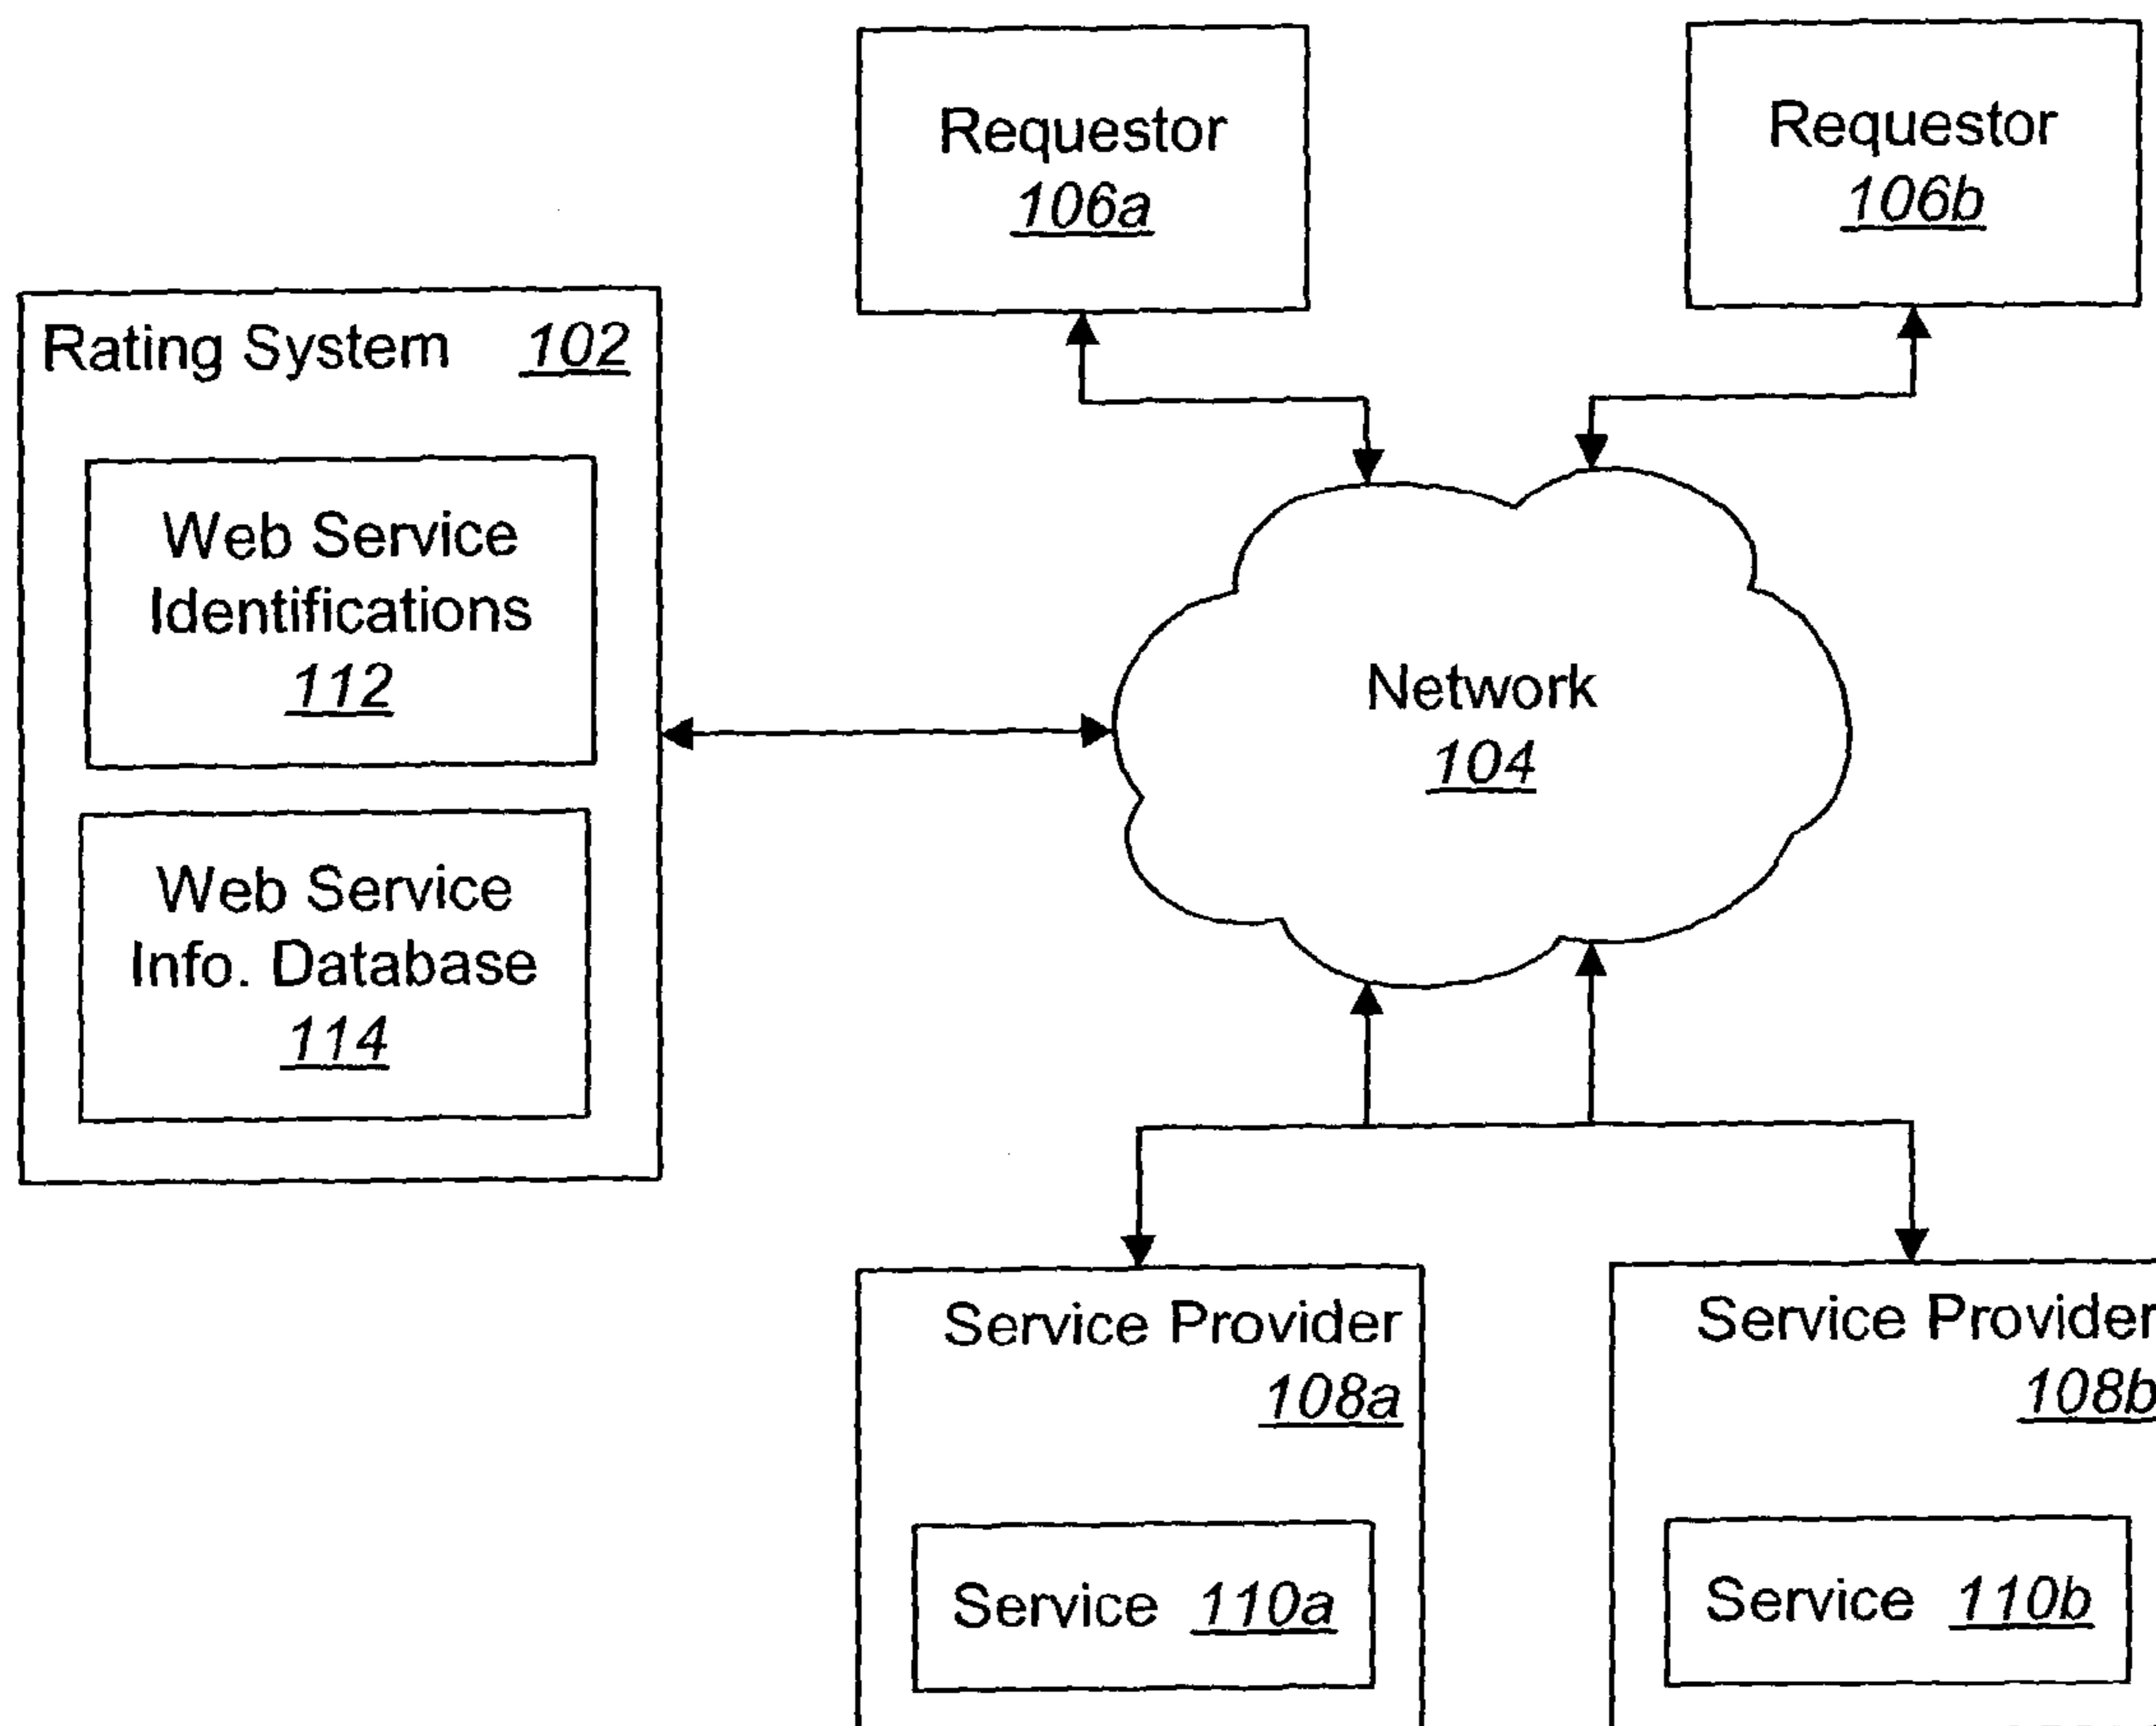 Requestor
106a
Requestor
106b
Rating System 102
Web Service
Identifications
112
Web Service
Info. Database
114
Network
104
Service Provider
108a
Service 110a
Service Provider
108b
Service 110b